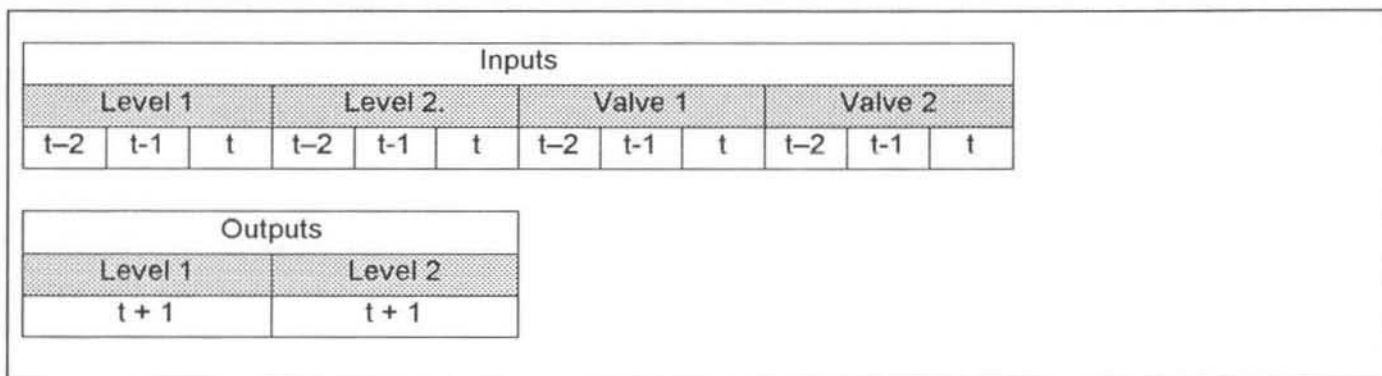 Inputs
Level 1 Level 2. Valve 1 Valve 2
t–2 t-1 t t–2 t-1 t t–2 t-1 t t–2 t-1 t
Outputs
Level 1 Level 2
t + 1 t + 1